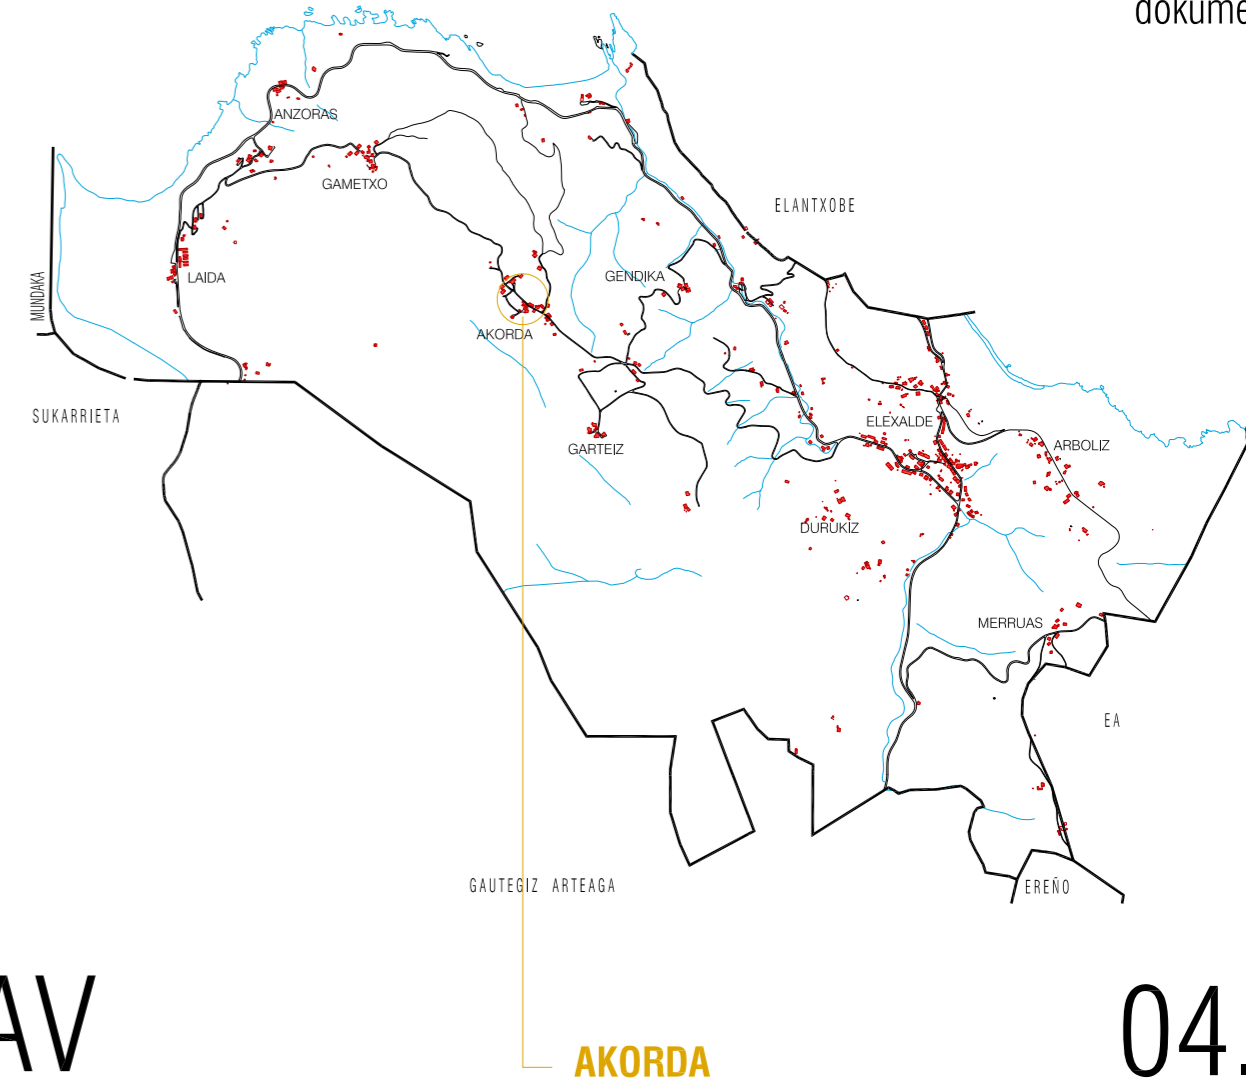 dokume
ANZORAS
GAMETXO
ELANTXOBE
MUNDAKA
LAIDA
GENDIKA
AKORDA
SUKARRIETA
GARTEIZ
ELEXALDE
ARBOLIZ
DURUKIZ
MERRUAS
EA
GAUTEGIZ ARTEAGA
EREÑO
AV
04.
AKORDA